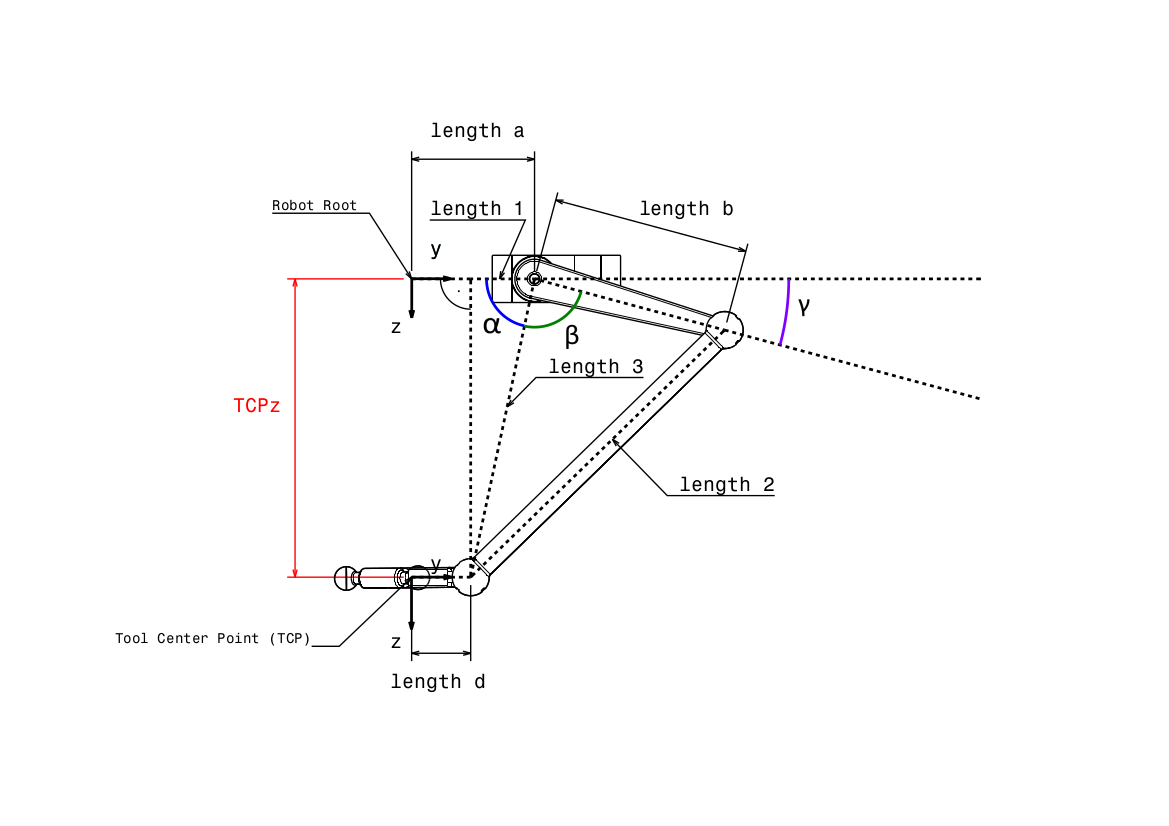 length a
Robot Root
length 1
length b
y
z
α
β
γ
length 3
TCPz
length 2
y
Tool Center Point (TCP)
z
length d